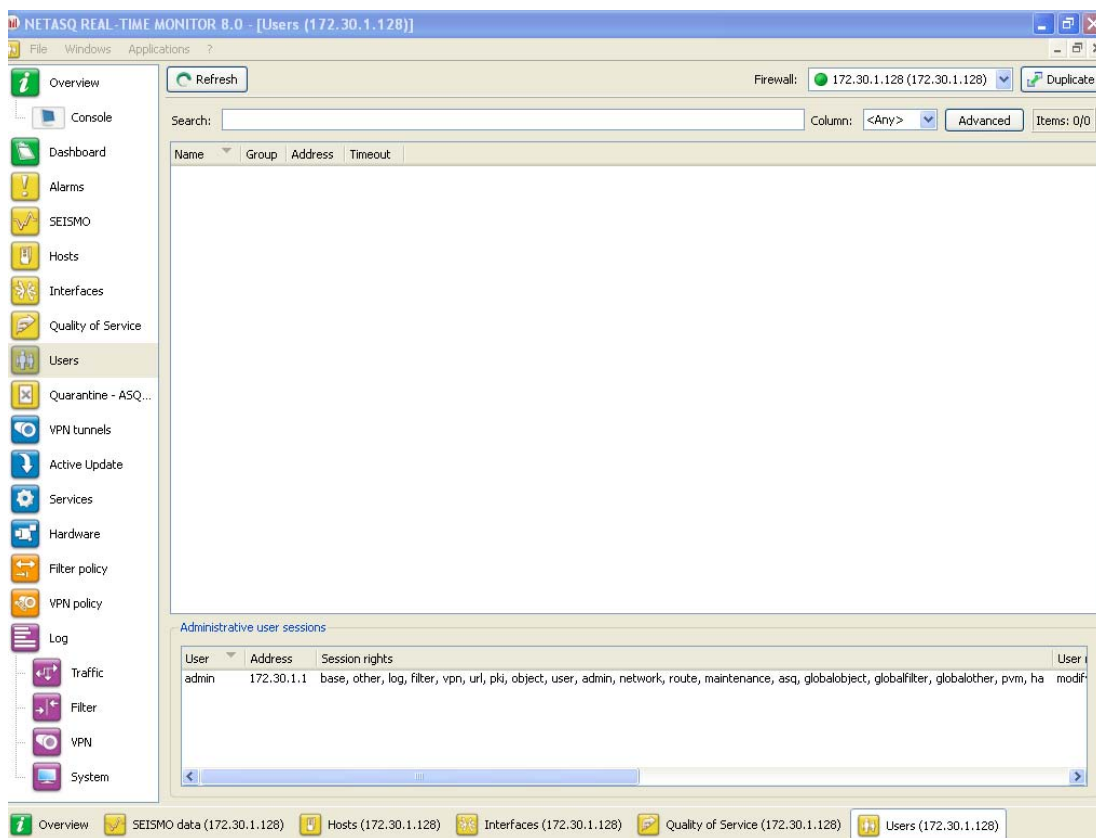 NETASQ REAL-TIME MONITOR 8.0 - [Users (172.30.1.128)]
File Windows Applications ?
Overview
Console
Dashboard
Alarms
SEISMO
Hosts
Interfaces
Quality of Service
Users
Quarantine - ASQ...
VPN tunnels
Active Update
Services
Hardware
Filter policy
VPN policy
Log
Traffic
Filter
VPN
System
Refresh
Firewall: 172.30.1.128 (172.30.1.128) Duplicate
Search: Column: <Any> Advanced Items: 0/0
Name Group Address Timeout
Administrative user sessions
User Address Session rights User
admin 172.30.1.1 base, other, log, filter, vpn, url, pki, object, user, admin, network, route, maintenance, asq, globalobject, globalfilter, globalother, pvm, ha modify
Overview SEISMO data (172.30.1.128) Hosts (172.30.1.128) Interfaces (172.30.1.128) Quality of Service (172.30.1.128) Users (172.30.1.128)